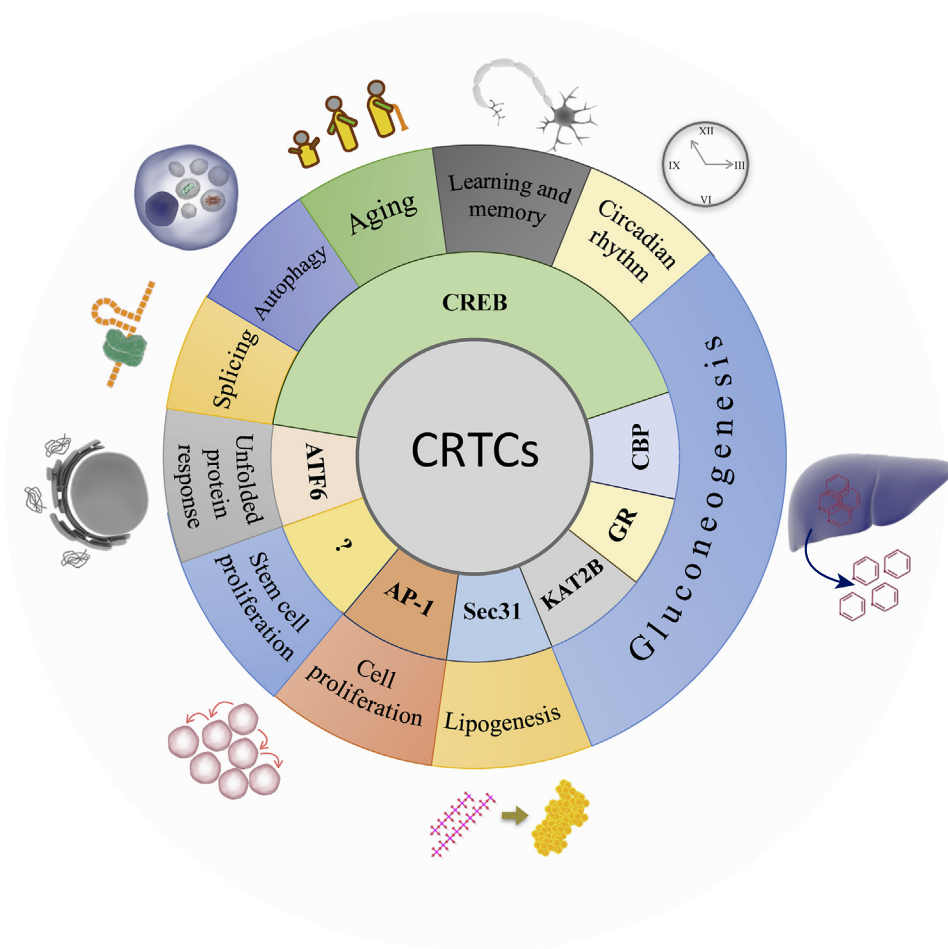 CRTCs
CREB
CBP
GR
KAT2B
Sec31
AP-1
?
ATF6
Learning and
memory
Circadian
rhythm
Gluconeogenesis
Lipogenesis
Cell
proliferation
Stem cell
proliferation
Unfolded
protein
response
Splicing
Autophagy
Aging
XII
III
VI
IX